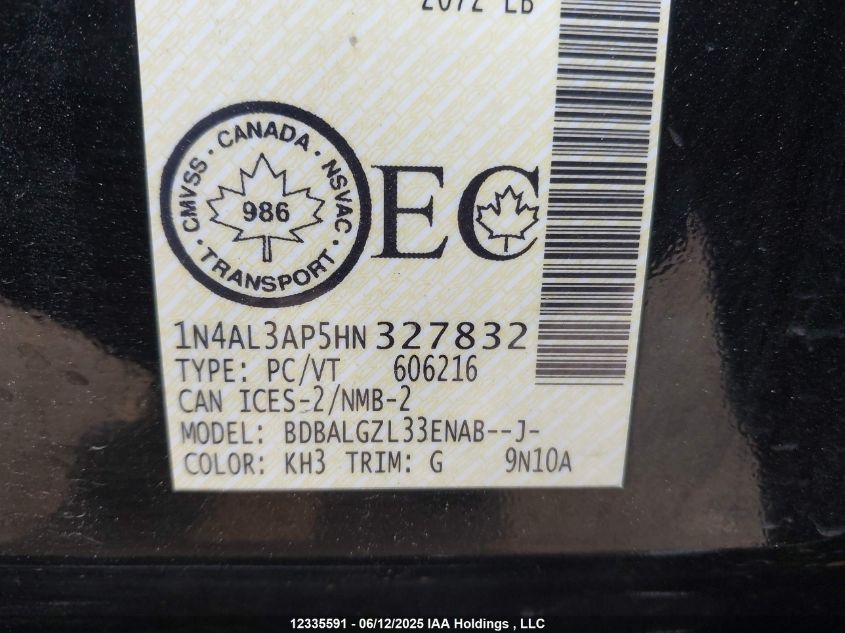 2072 LB
CMVSS · CANADA · NSVAC · TRANSPORT ·
986
EC
1N4AL3AP5HN327832
TYPE: PC/VT 606216
CAN ICES-2/NMB-2
MODEL: BDBALGZL33ENAB--J-
COLOR: KH3 TRIM: G 9N10A
12335591 - 06/12/2025 IAA Holdings , LLC